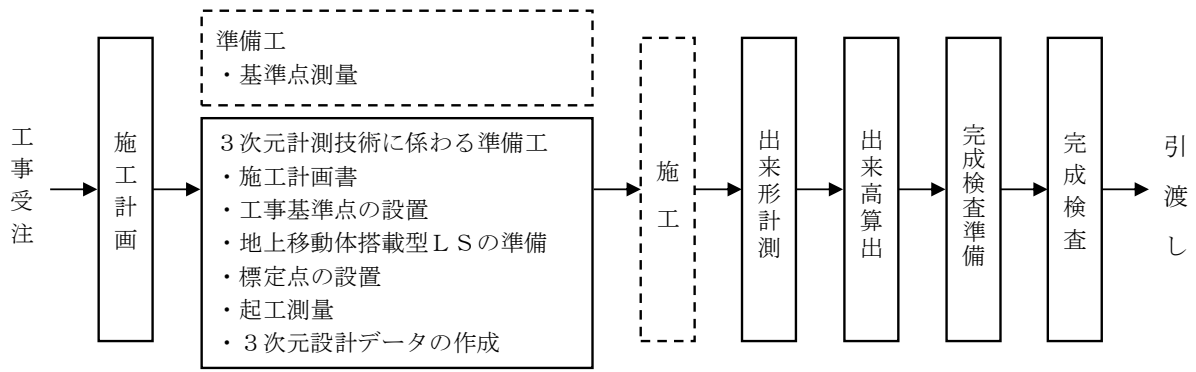 工事受注
施工計画
準備工
・基準点測量
３次元計測技術に係わる準備工
・施工計画書
・工事基準点の設置
・地上移動体搭載型ＬＳの準備
・標定点の設置
・起工測量
・３次元設計データの作成
施工
出来形計測
出来高算出
完成検査準備
完成検査
引渡し